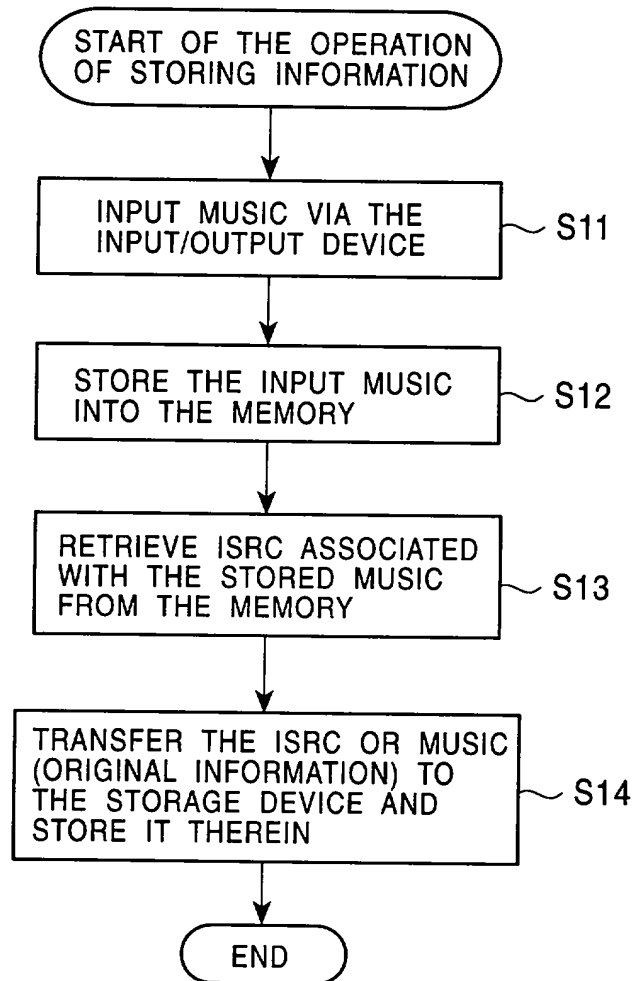 START OF THE OPERATION
OF STORING INFORMATION
INPUT MUSIC VIA THE
INPUT/OUTPUT DEVICE
S11
STORE THE INPUT MUSIC
INTO THE MEMORY
S12
RETRIEVE ISRC ASSOCIATED
WITH THE STORED MUSIC
FROM THE MEMORY
S13
TRANSFER THE ISRC OR MUSIC
(ORIGINAL INFORMATION) TO
THE STORAGE DEVICE AND
STORE IT THEREIN
S14
END